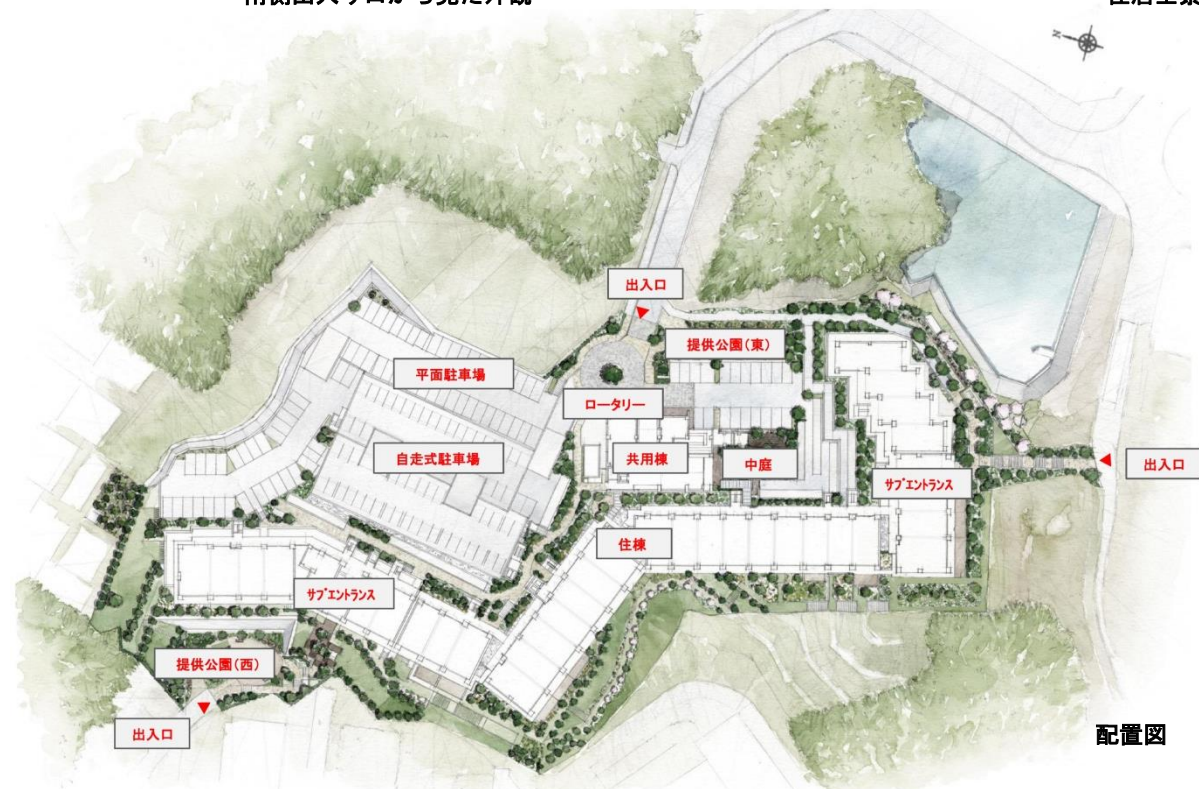 N
出入口
提供公園(東)
平面駐車場
ロータリー
自走式駐車場
共用棟
中庭
出入口
サブエントランス
住棟
サブエントランス
提供公園(西)
出入口
配置図